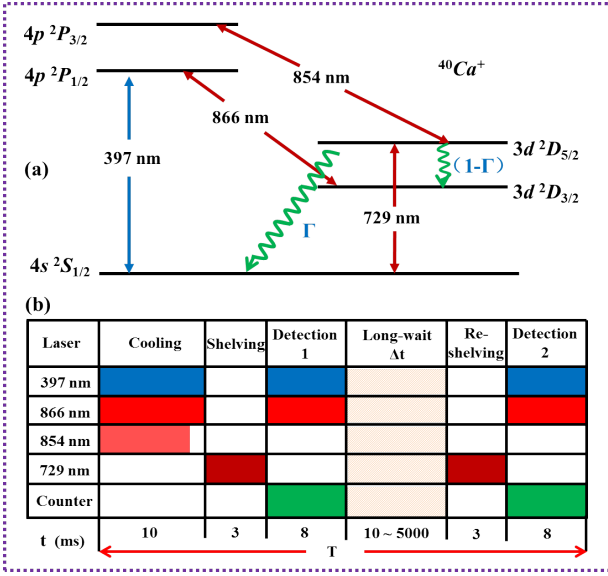 (a)
4p ²P₃/₂
4p ²P₁/₂
⁴⁰Ca⁺
854 nm
866 nm
397 nm
3d ²D₅/₂
(1-Γ)
3d ²D₃/₂
Γ
729 nm
4s ²S₁/₂
(b)
Laser Cooling Shelving Detection 1 Long-wait Δt Re-shelving Detection 2
397 nm
866 nm
854 nm
729 nm
Counter
t (ms) 10 3 8 10 ~ 5000 3 8
T